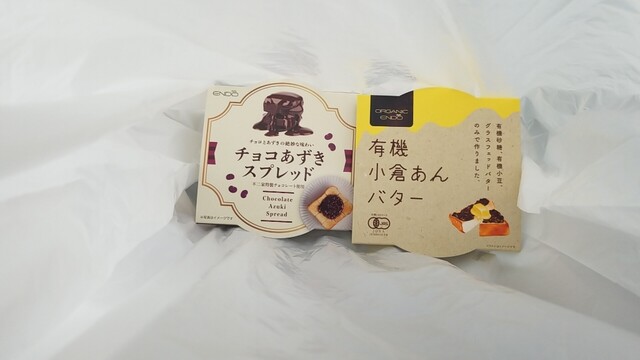 ENDO
チョコとあずきの絶妙な味わい
チョコあずき
スプレッド
Chocolate
Azuki
Spread
ORGANIC
ENDO
有機
小倉あん
バター
有機砂糖、有機小豆、
グラスフェッドバター
のみで作りました。
JAS